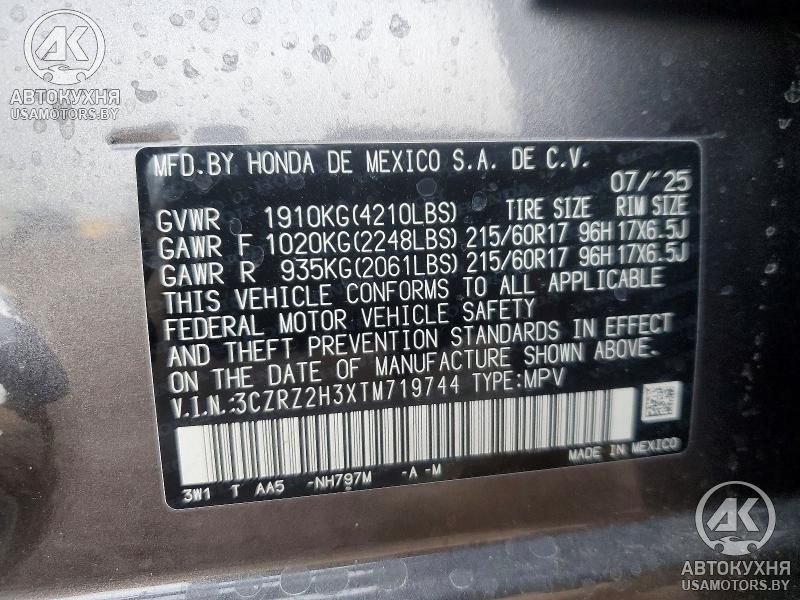 AK
АВТОКУХНЯ
USAMOTORS.BY
MFD.BY HONDA DE MEXICO S.A. DE C.V.
07/'25
GVWR 1910KG(4210LBS) TIRE SIZE RIM SIZE
GAWR F 1020KG(2248LBS) 215/60R17 96H 17X6.5J
GAWR R 935KG(2061LBS) 215/60R17 96H 17X6.5J
THIS VEHICLE CONFORMS TO ALL APPLICABLE
FEDERAL MOTOR VEHICLE SAFETY
AND THEFT PREVENTION STANDARDS IN EFFECT
ON THE DATE OF MANUFACTURE SHOWN ABOVE.
V.I.N.:3CZRZ2H3XTM719744 TYPE:MPV
MADE IN MEXICO
3W1 T AA5 -NH797M -A -M
AK
АВТОКУХНЯ
USAMOTORS.BY